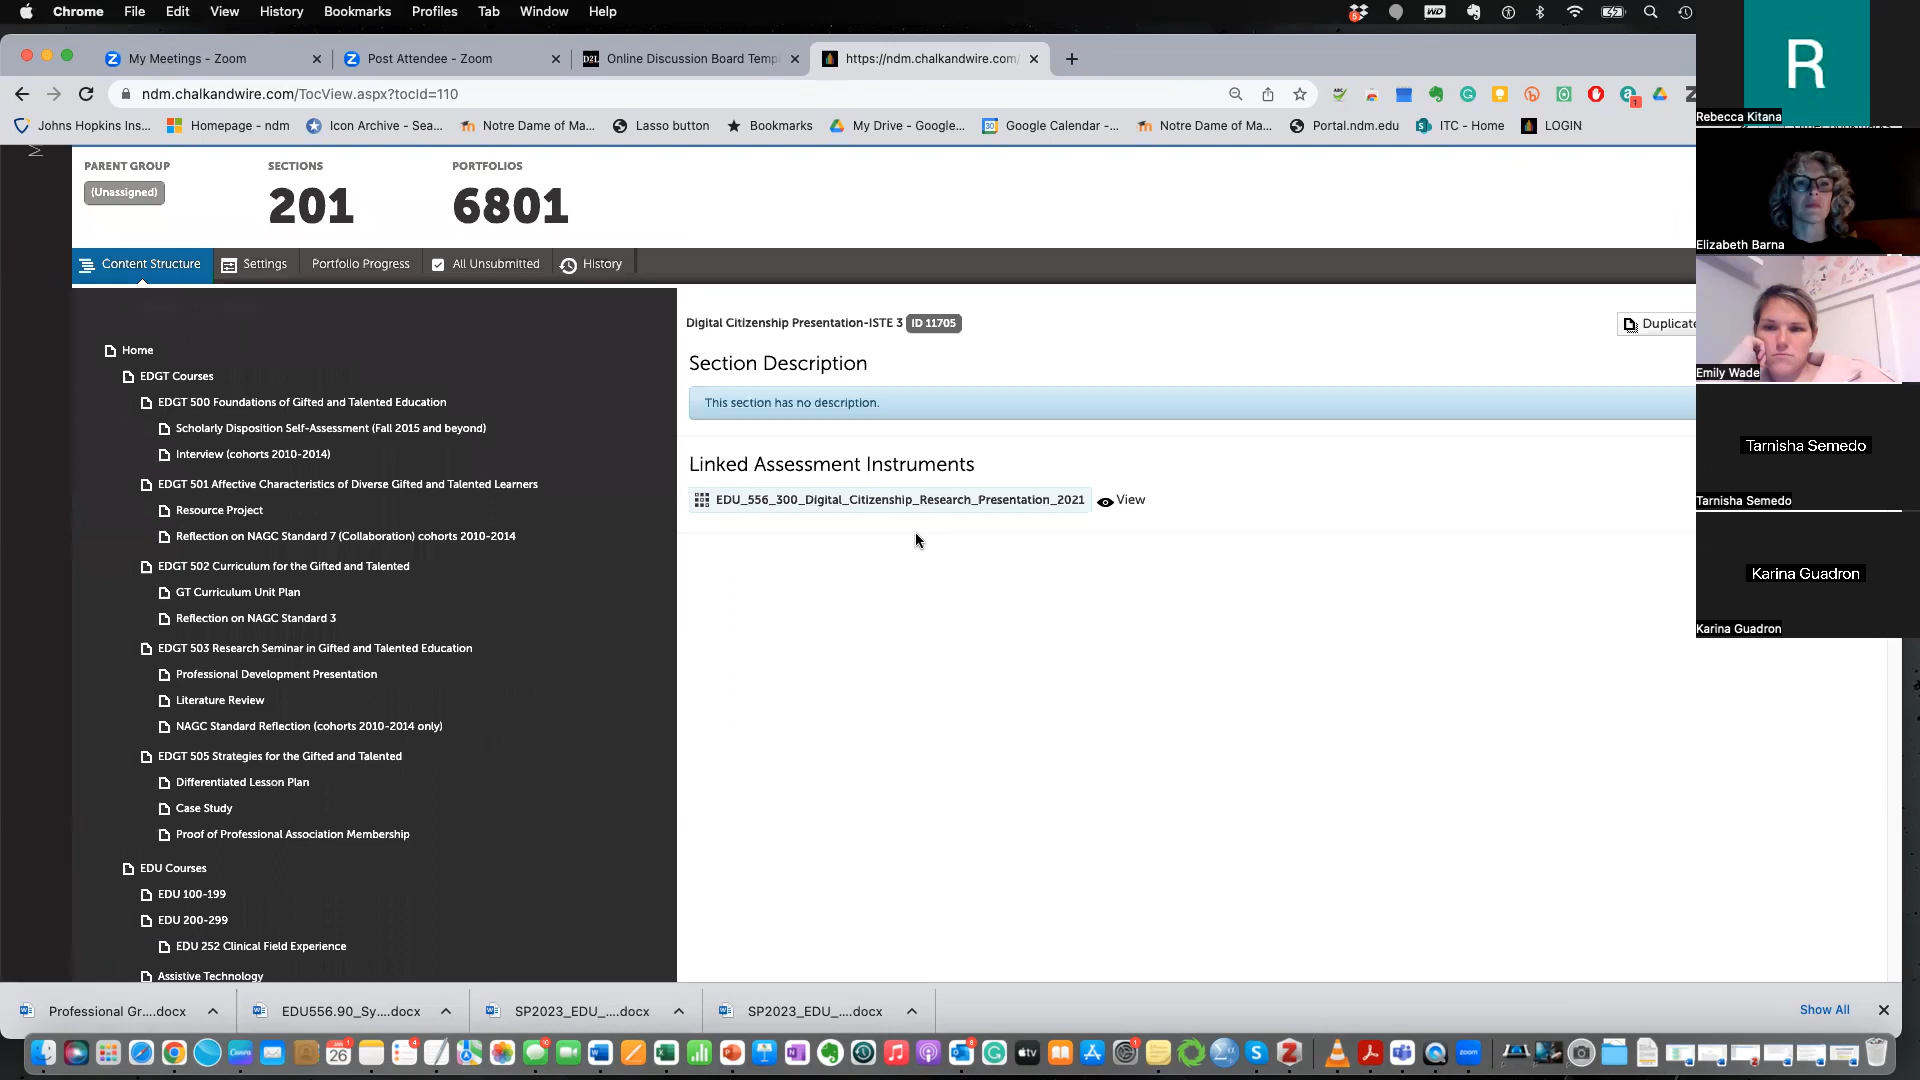 Chrome File Edit View History Bookmarks Profiles Tab Window Help
My Meetings - Zoom
Post Attendee - Zoom
Online Discussion Board Temp
https://ndm.chalkandwire.com/
ndm.chalkandwire.com/TocView.aspx?tocId=110
Johns Hopkins Ins...
Homepage - ndm
Icon Archive - Sea...
Notre Dame of Ma...
Lasso button
Bookmarks
My Drive - Google...
Google Calendar -...
Notre Dame of Ma...
Portal.ndm.edu
ITC - Home
LOGIN
PARENT GROUP
(Unassigned)
SECTIONS
201
PORTFOLIOS
6801
Content Structure
Settings
Portfolio Progress
All Unsubmitted
History
Home
EDGT Courses
EDGT 500 Foundations of Gifted and Talented Education
Scholarly Disposition Self-Assessment (Fall 2015 and beyond)
Interview (cohorts 2010-2014)
EDGT 501 Affective Characteristics of Diverse Gifted and Talented Learners
Resource Project
Reflection on NAGC Standard 7 (Collaboration) cohorts 2010-2014
EDGT 502 Curriculum for the Gifted and Talented
GT Curriculum Unit Plan
Reflection on NAGC Standard 3
EDGT 503 Research Seminar in Gifted and Talented Education
Professional Development Presentation
Literature Review
NAGC Standard Reflection (cohorts 2010-2014 only)
EDGT 505 Strategies for the Gifted and Talented
Differentiated Lesson Plan
Case Study
Proof of Professional Association Membership
EDU Courses
EDU 100-199
EDU 200-299
EDU 252 Clinical Field Experience
Assistive Technology
Digital Citizenship Presentation-ISTE 3 ID 11705
Duplicate
Section Description
This section has no description.
Linked Assessment Instruments
EDU_556_300_Digital_Citizenship_Research_Presentation_2021 View
R
Rebecca Kitana
Elizabeth Barna
Emily Wade
Tarnisha Semedo
Tarnisha Semedo
Karina Guadron
Karina Guadron
Professional Gr....docx
EDU556.90_Sy....docx
SP2023_EDU_....docx
SP2023_EDU_....docx
Show All